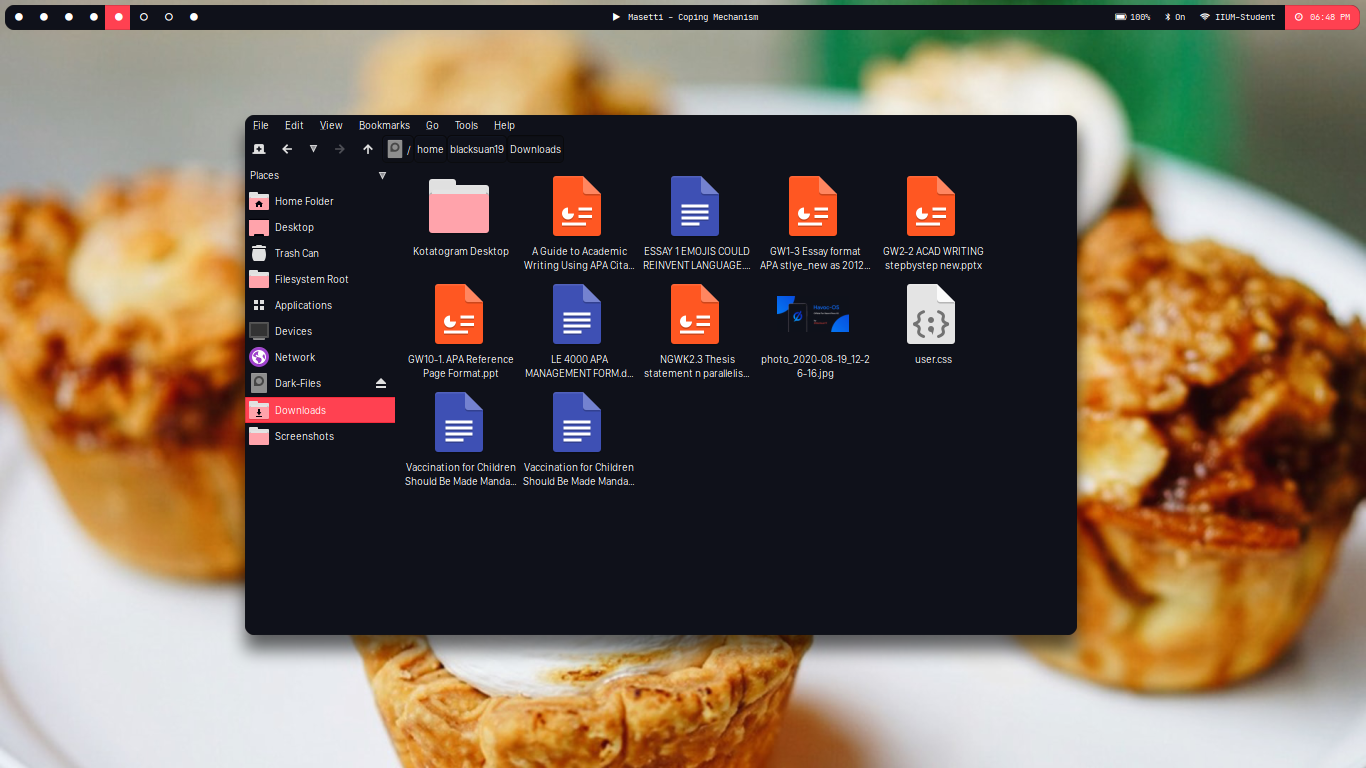 Masetti - Coping Mechanism
100%
On
IIUM-Student
06:48 PM
File Edit View Bookmarks Go Tools Help
/ home blacksuan19 Downloads
Places
Home Folder
Desktop
Trash Can
Filesystem Root
Applications
Devices
Network
Dark-Files
Downloads
Screenshots
Kotatogram Desktop
A Guide to Academic
Writing Using APA Cita...
ESSAY 1 EMOJIS COULD
REINVENT LANGUAGE....
GW1-3 Essay format
APA stlye_new as 2012...
GW2-2 ACAD WRITING
stepbystep new.pptx
GW10-1. APA Reference
Page Format.ppt
LE 4000 APA
MANAGEMENT FORM.d...
NGWK2.3 Thesis
statement n parallelis...
photo_2020-08-19_12-2
6-16.jpg
user.css
Vaccination for Children
Should Be Made Manda...
Vaccination for Children
Should Be Made Manda...